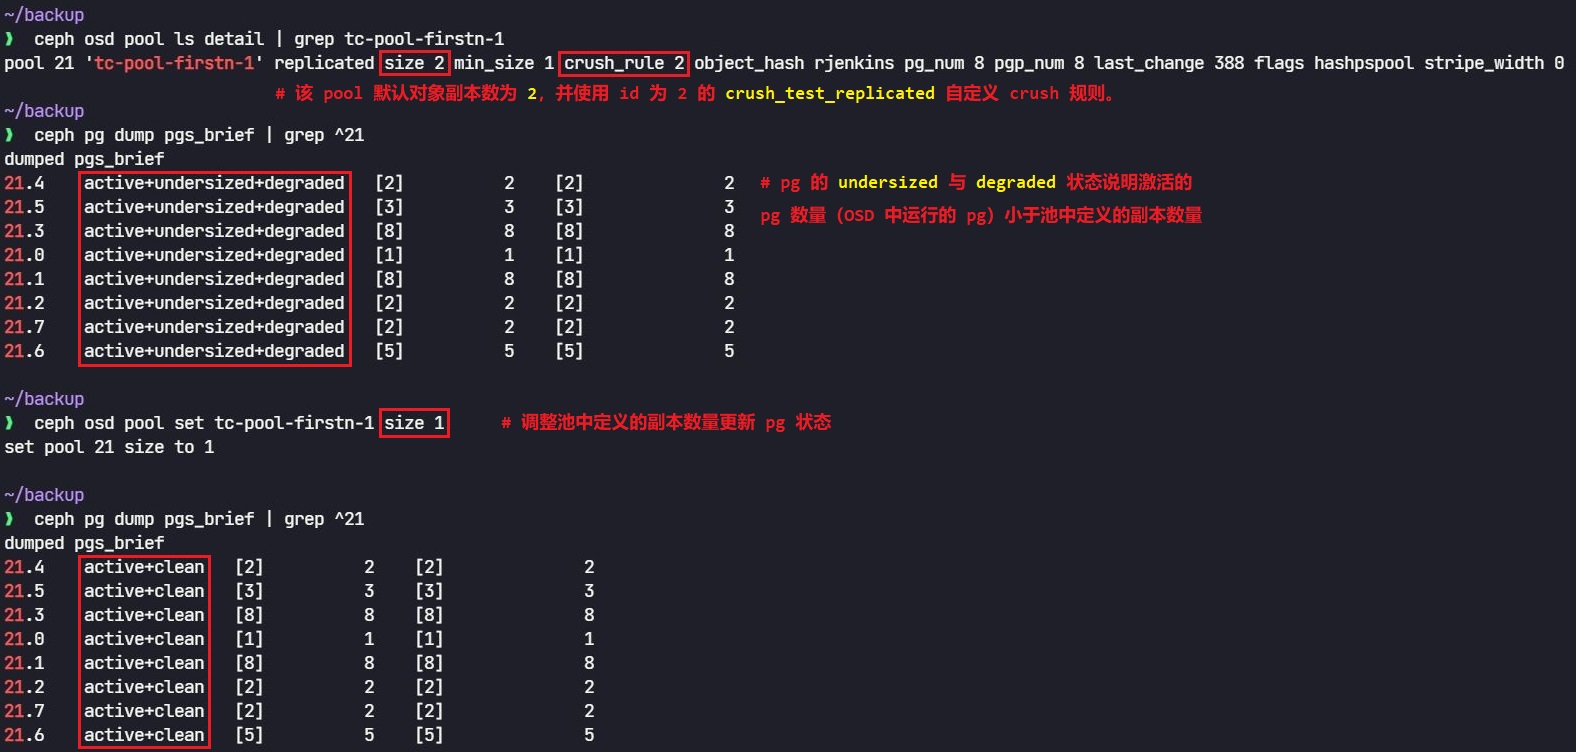 ~/backup
❱ ceph osd pool ls detail | grep tc-pool-firstn-1
pool 21 'tc-pool-firstn-1' replicated size 2 min_size 1 crush_rule 2 object_hash rjenkins pg_num 8 pgp_num 8 last_change 388 flags hashpspool stripe_width 0
# 该 pool 默认对象副本数为 2, 并使用 id 为 2 的 crush_test_replicated 自定义 crush 规则。
~/backup
❱ ceph pg dump pgs_brief | grep ^21
dumped pgs_brief
21.4 active+undersized+degraded [2] 2 [2] 2 # pg 的 undersized 与 degraded 状态说明激活的
21.5 active+undersized+degraded [3] 3 [3] 3 pg 数量（OSD 中运行的 pg）小于池中定义的副本数量
21.3 active+undersized+degraded [8] 8 [8] 8
21.0 active+undersized+degraded [1] 1 [1] 1
21.1 active+undersized+degraded [8] 8 [8] 8
21.2 active+undersized+degraded [2] 2 [2] 2
21.7 active+undersized+degraded [2] 2 [2] 2
21.6 active+undersized+degraded [5] 5 [5] 5
~/backup
❱ ceph osd pool set tc-pool-firstn-1 size 1 # 调整池中定义的副本数量更新 pg 状态
set pool 21 size to 1
~/backup
❱ ceph pg dump pgs_brief | grep ^21
dumped pgs_brief
21.4 active+clean [2] 2 [2] 2
21.5 active+clean [3] 3 [3] 3
21.3 active+clean [8] 8 [8] 8
21.0 active+clean [1] 1 [1] 1
21.1 active+clean [8] 8 [8] 8
21.2 active+clean [2] 2 [2] 2
21.7 active+clean [2] 2 [2] 2
21.6 active+clean [5] 5 [5] 5